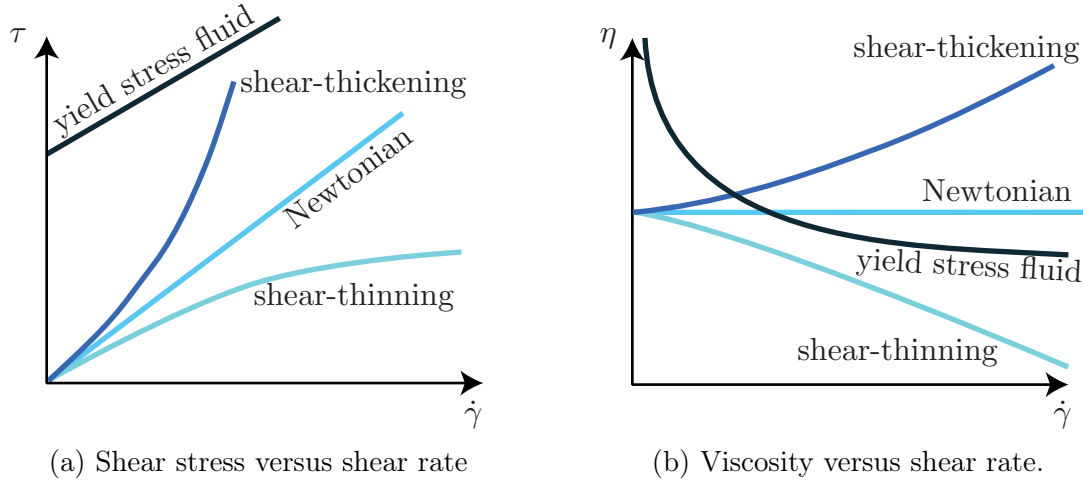 τ
yield stress fluid
shear-thickening
Newtonian
shear-thinning
γ̇
(a) Shear stress versus shear rate
η
shear-thickening
Newtonian
yield stress fluid
shear-thinning
γ̇
(b) Viscosity versus shear rate.